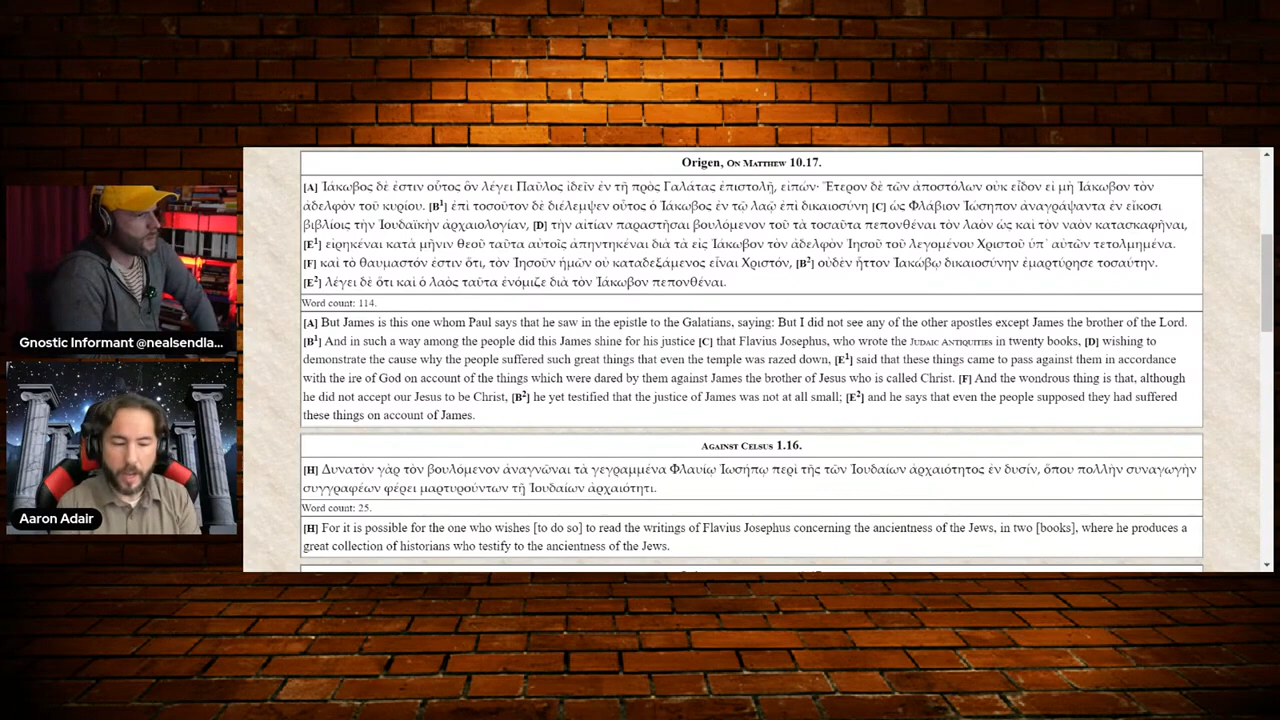 Origen, On Matthew 10.17.
[A] Ἰάκωβος δέ ἐστιν οὗτος ὃν λέγει Παῦλος ἰδεῖν ἐν τῇ πρὸς Γαλάτας ἐπιστολῇ, εἰπών· Ἕτερον δὲ τῶν ἀποστόλων οὐκ εἶδον εἰ μὴ Ἰάκωβον τὸν
ἀδελφὸν τοῦ κυρίου. [B¹] ἐπὶ τοσοῦτον δὲ διέλεμψεν οὗτος ὁ Ἰάκωβος ἐν τῷ λαῷ ἐπὶ δικαιοσύνῃ [C] ὡς Φλάβιον Ἰώσηπον ἀναγράψαντα ἐν εἴκοσι
βιβλίοις τὴν Ἰουδαϊκὴν ἀρχαιολογίαν, [D] τὴν αἰτίαν παραστῆσαι βουλόμενον τοῦ τὰ τοσαῦτα πεπονθέναι τὸν λαὸν ὡς καὶ τὸν ναὸν κατασκαφῆναι,
[E¹] εἰρηκέναι κατὰ μῆνιν θεοῦ ταῦτα αὐτοῖς ἀπηντηκέναι διὰ τὰ εἰς Ἰάκωβον τὸν ἀδελφὸν Ἰησοῦ τοῦ λεγομένου Χριστοῦ ὑπ᾽ αὐτῶν τετολμημένα.
[F] καὶ τὸ θαυμαστόν ἐστιν ὅτι, τὸν Ἰησοῦν ἡμῶν οὐ καταδεξάμενος εἶναι Χριστόν, [B²] οὐδὲν ἧττον Ἰακώβῳ δικαιοσύνην ἐμαρτύρησε τοσαύτην.
[E²] λέγει δὲ ὅτι καὶ ὁ λαὸς ταῦτα ἐνόμιζε διὰ τὸν Ἰάκωβον πεπονθέναι.
Word count: 114.
[A] But James is this one whom Paul says that he saw in the epistle to the Galatians, saying: But I did not see any of the other apostles except James the brother of the Lord.
[B¹] And in such a way among the people did this James shine for his justice [C] that Flavius Josephus, who wrote the Judaic Antiquities in twenty books, [D] wishing to
demonstrate the cause why the people suffered such great things that even the temple was razed down, [E¹] said that these things came to pass against them in accordance
with the ire of God on account of the things which were dared by them against James the brother of Jesus who is called Christ. [F] And the wondrous thing is that, although
he did not accept our Jesus to be Christ, [B²] he yet testified that the justice of James was not at all small; [E²] and he says that even the people supposed they had suffered
these things on account of James.
Against Celsus 1.16.
[H] Δυνατὸν γὰρ τὸν βουλόμενον ἀναγνῶναι τὰ γεγραμμένα Φλαυίῳ Ἰωσήπῳ περὶ τῆς τῶν Ἰουδαίων ἀρχαιότητος ἐν δυσίν, ὅπου πολλὴν συναγωγὴν
συγγραφέων φέρει μαρτυρούντων τῇ Ἰουδαίων ἀρχαιότητι.
Word count: 25.
[H] For it is possible for the one who wishes [to do so] to read the writings of Flavius Josephus concerning the ancientness of the Jews, in two [books], where he produces a
great collection of historians who testify to the ancientness of the Jews.
Gnostic Informant @nealsendla...
Aaron Adair